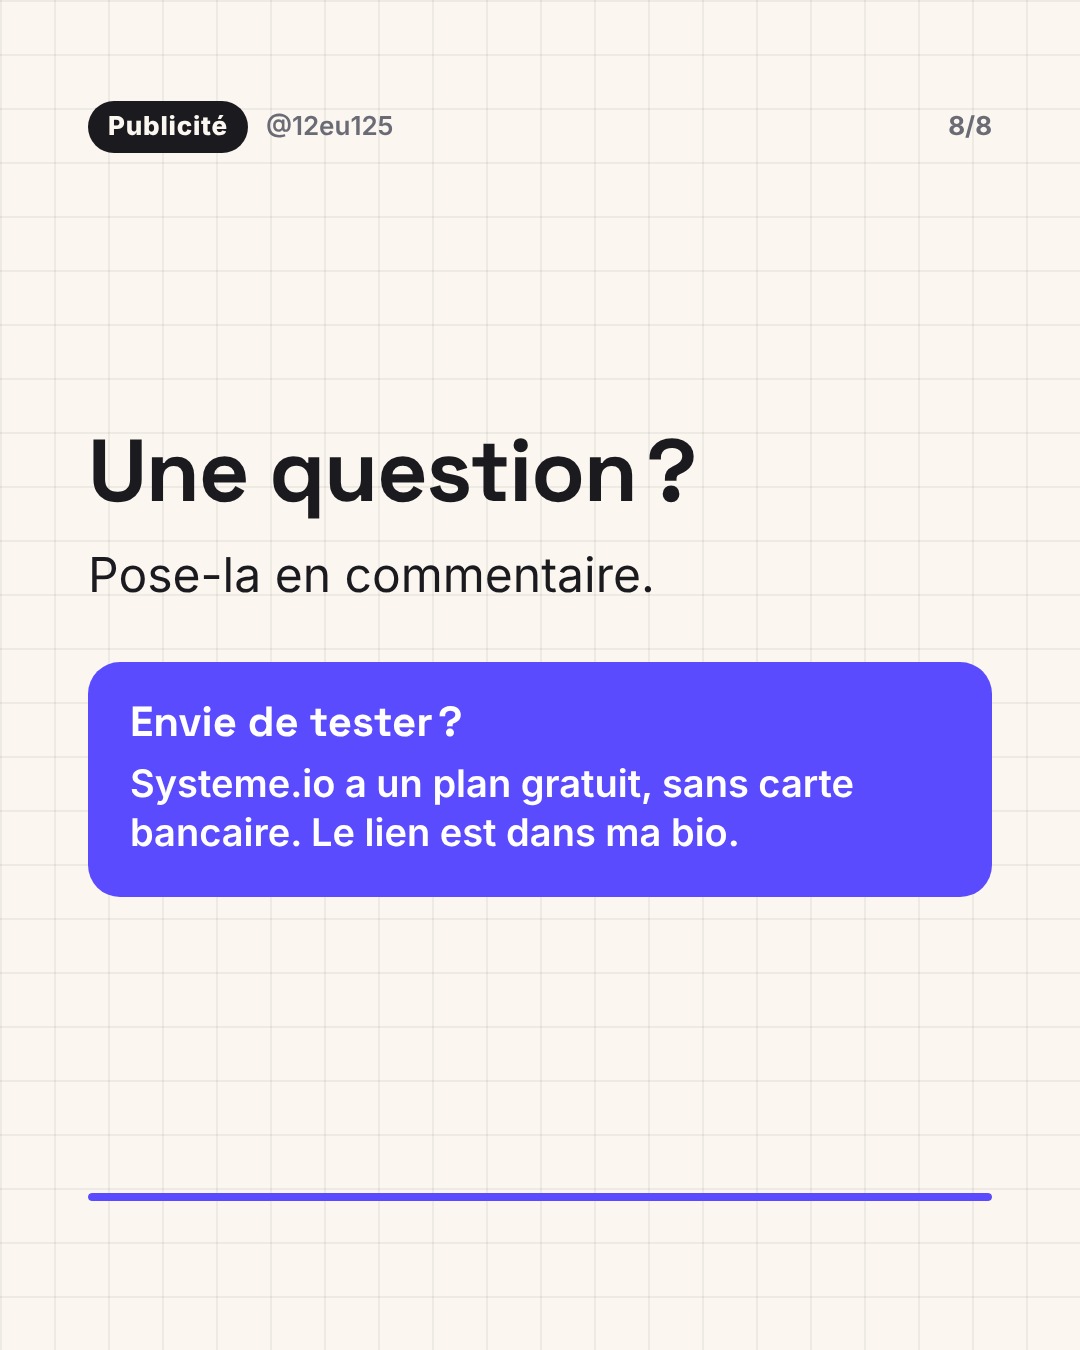 Publicité @12eu125 8/8
Une question ?
Pose-la en commentaire.
Envie de tester ?
Systeme.io a un plan gratuit, sans carte
bancaire. Le lien est dans ma bio.